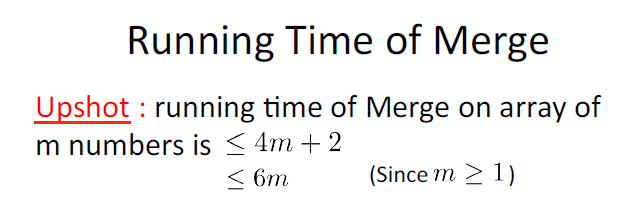 Running Time of Merge
Upshot : running time of Merge on array of
m numbers is ≤ 4m + 2
≤ 6m (Since m ≥ 1)